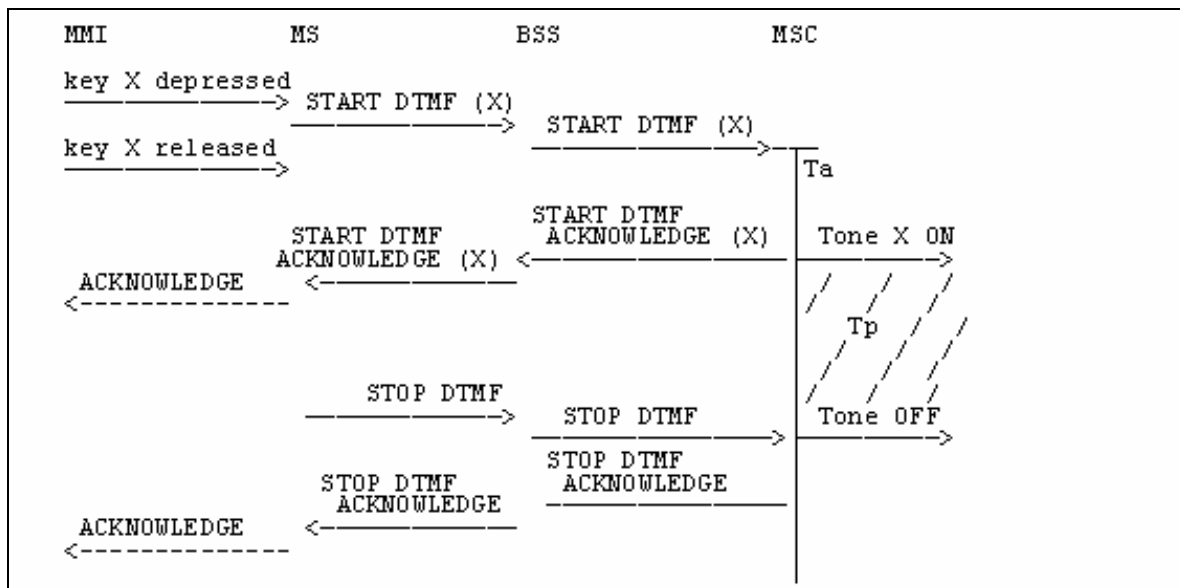 MMI MS BSS MSC
key X depressed
START DTMF (X)
START DTMF (X)
key X released
Ta
START DTMF
ACKNOWLEDGE (X)
Tone X ON
START DTMF
ACKNOWLEDGE (X)
ACKNOWLEDGE
Tp
STOP DTMF
STOP DTMF
Tone OFF
STOP DTMF
ACKNOWLEDGE
STOP DTMF
ACKNOWLEDGE
ACKNOWLEDGE